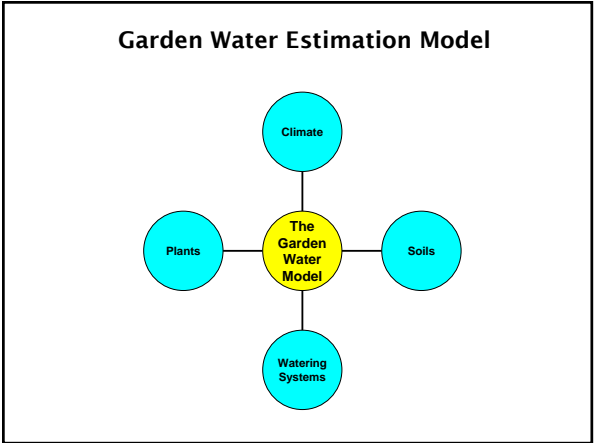 Garden Water Estimation Model
Climate
The
Garden
Water
Model
Plants
Soils
Watering
Systems